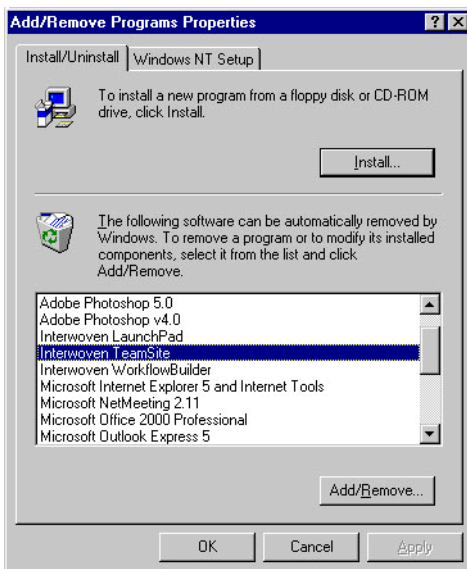 Add/Remove Programs Properties
Install/Uninstall
Windows NT Setup
To install a new program from a floppy disk or CD-ROM
drive, click Install.
Install...
The following software can be automatically removed by
Windows. To remove a program or to modify its installed
components, select it from the list and click
Add/Remove.
Adobe Photoshop 5.0
Adobe Photoshop v4.0
Interwoven LaunchPad
Interwoven TeamSite
Interwoven WorkflowBuilder
Microsoft Internet Explorer 5 and Internet Tools
Microsoft NetMeeting 2.11
Microsoft Office 2000 Professional
Microsoft Outlook Express 5
Add/Remove...
OK
Cancel
Apply